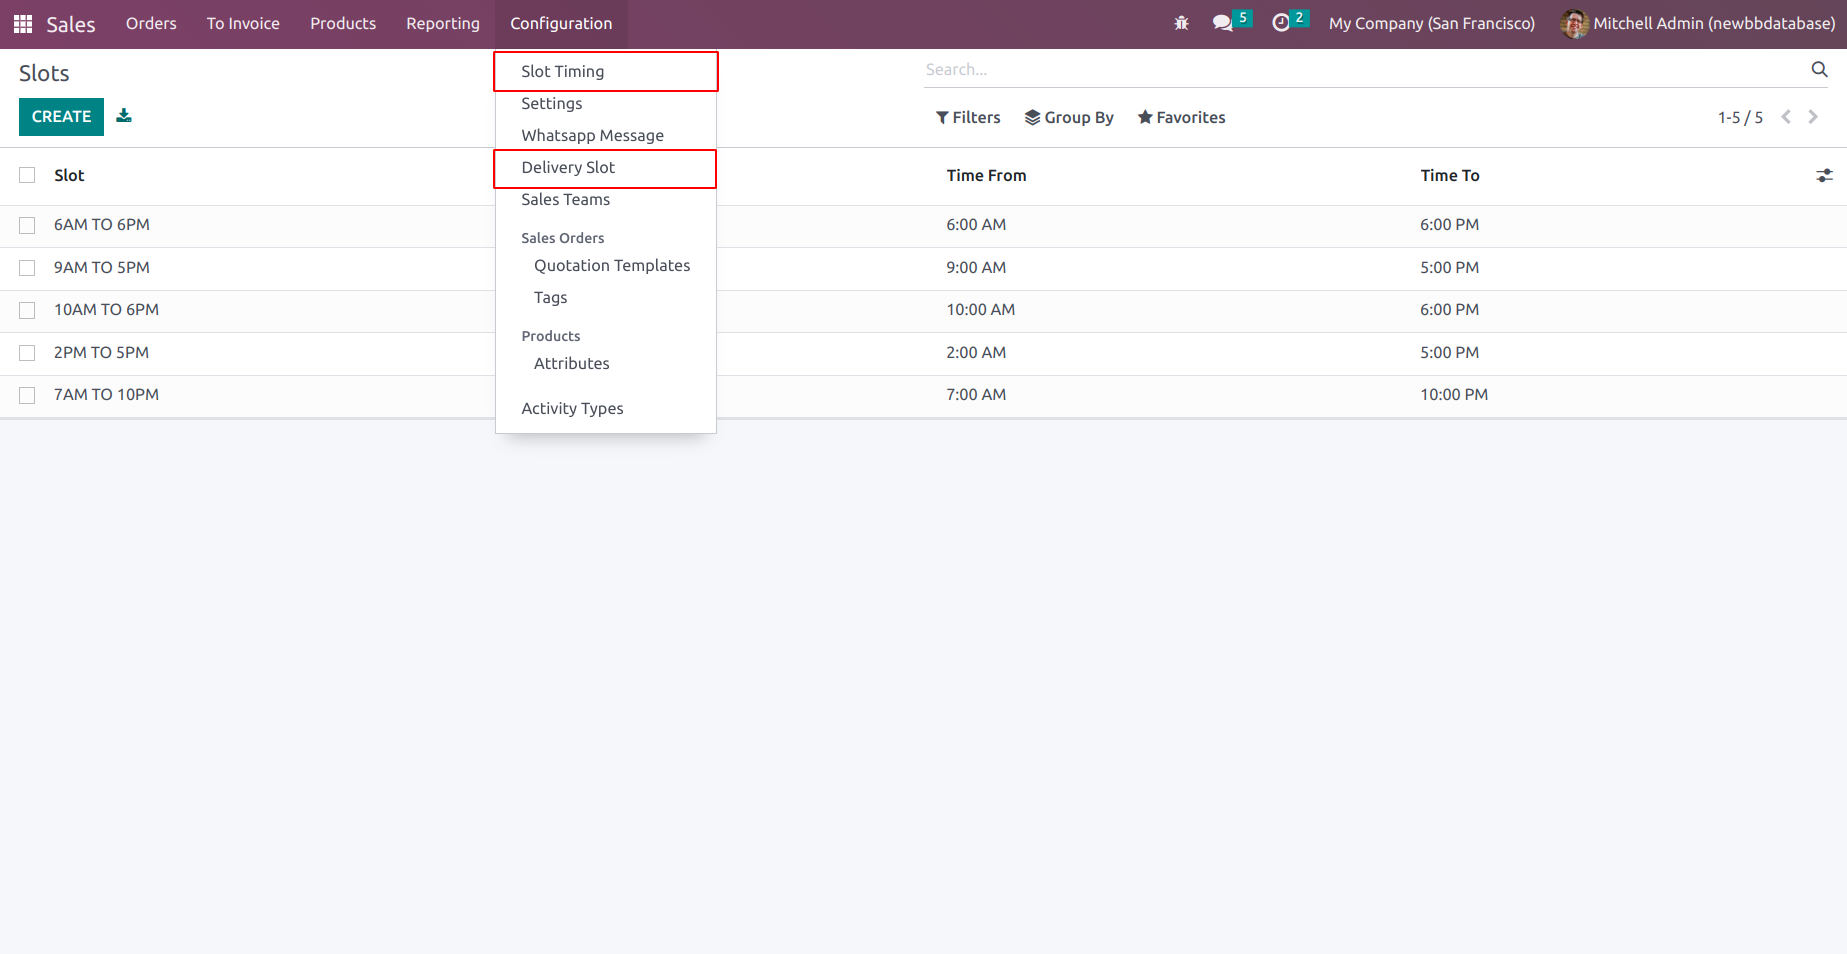 Sales Orders To Invoice Products Reporting Configuration 5 2 My Company (San Francisco) Mitchell Admin (newbbdatabase)
Slots
Search...
CREATE
Filters Group By Favorites 1-5 / 5
Slot Timing
Settings
Whatsapp Message
Delivery Slot
Sales Teams
Sales Orders
Quotation Templates
Tags
Products
Attributes
Activity Types
Slot Time From Time To
6AM TO 6PM 6:00 AM 6:00 PM
9AM TO 5PM 9:00 AM 5:00 PM
10AM TO 6PM 10:00 AM 6:00 PM
2PM TO 5PM 2:00 AM 5:00 PM
7AM TO 10PM 7:00 AM 10:00 PM